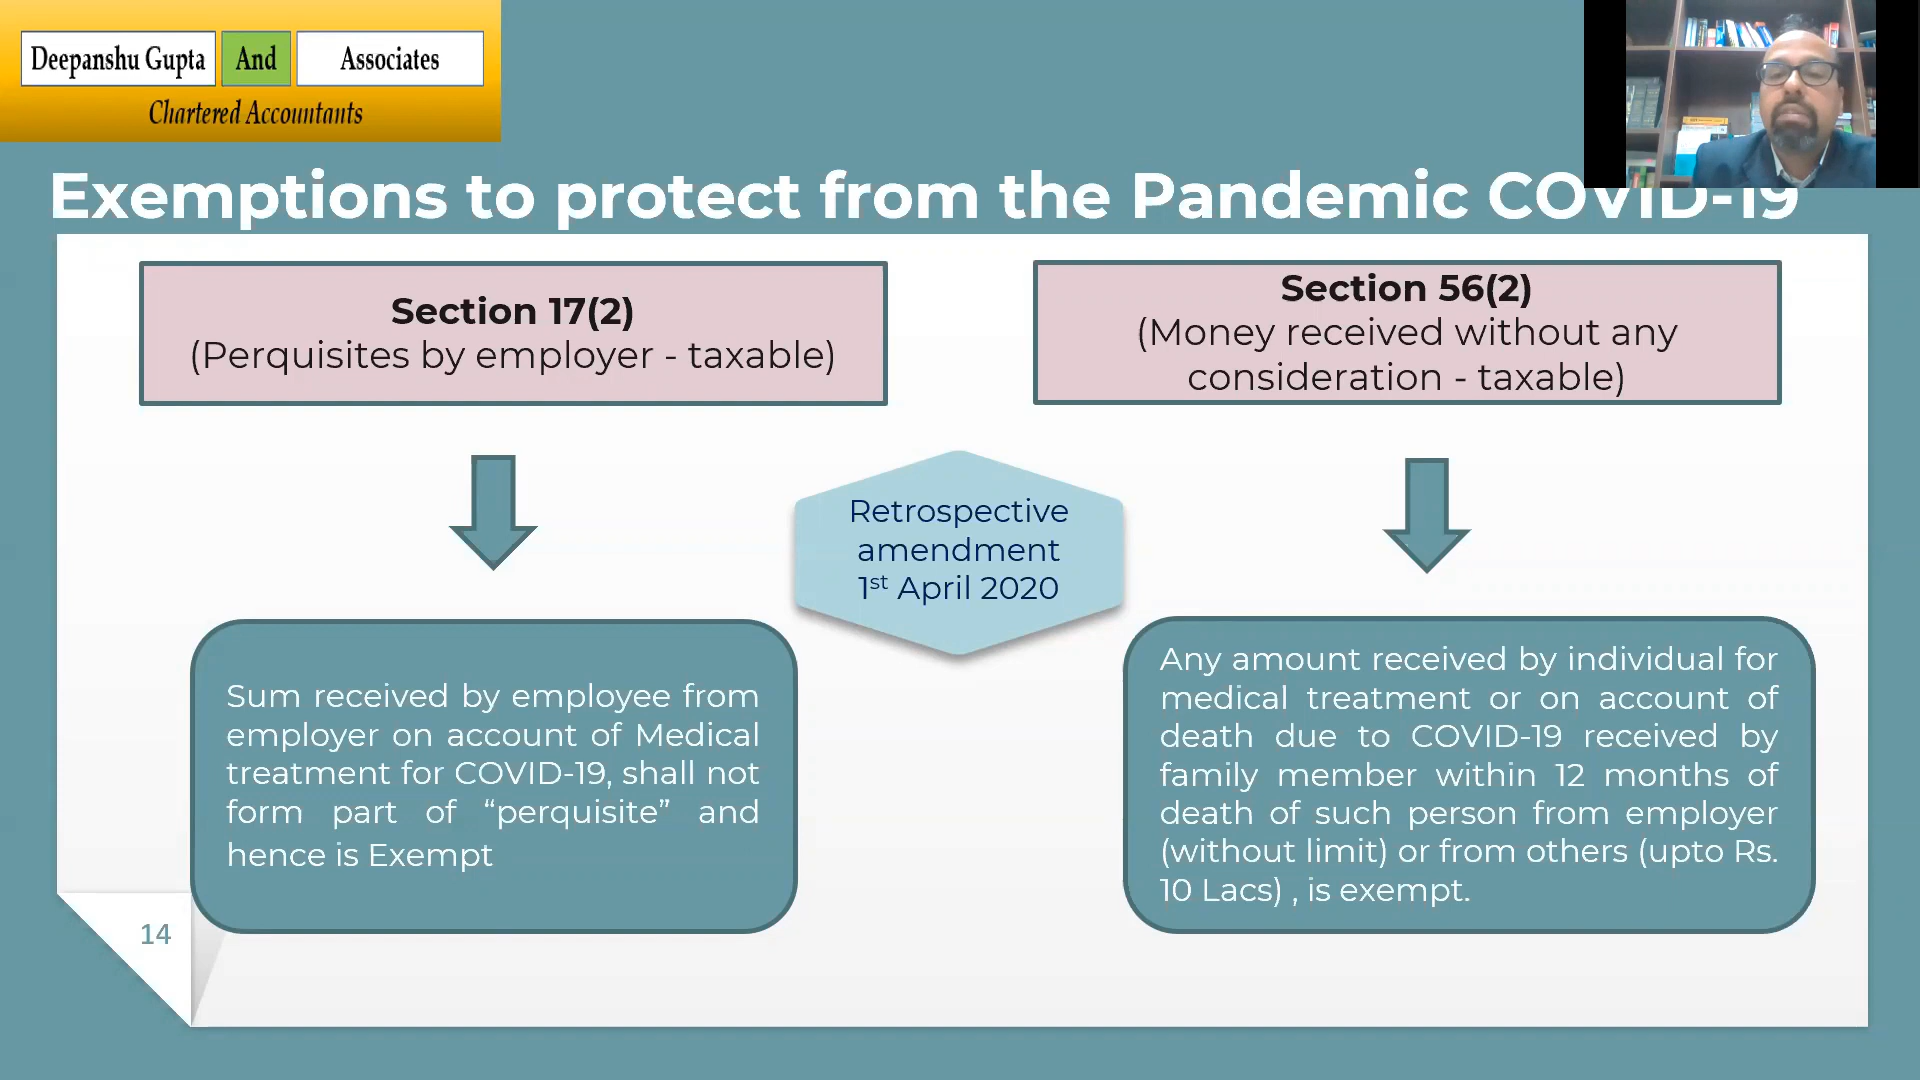 Deepanshu Gupta And Associates
Chartered Accountants
Exemptions to protect from the Pandemic COVID-19
Section 17(2)
(Perquisites by employer - taxable)
Section 56(2)
(Money received without any
consideration - taxable)
Retrospective
amendment
1st April 2020
Sum received by employee from
employer on account of Medical
treatment for COVID-19, shall not
form part of “perquisite” and
hence is Exempt
Any amount received by individual for
medical treatment or on account of
death due to COVID-19 received by
family member within 12 months of
death of such person from employer
(without limit) or from others (upto Rs.
10 Lacs) , is exempt.
14